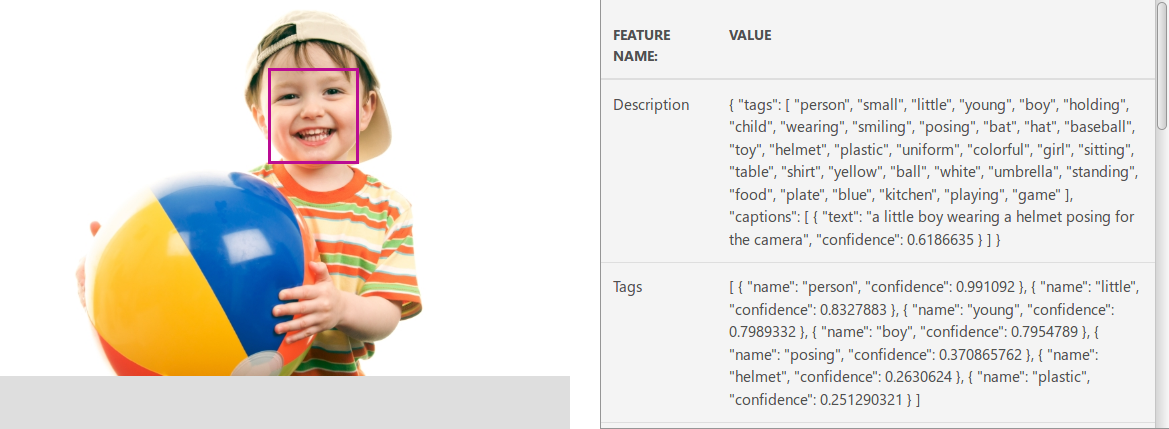 FEATURE NAME: VALUE
Description { "tags": [ "person", "small", "little", "young", "boy", "holding",
"child", "wearing", "smiling", "posing", "bat", "hat", "baseball",
"toy", "helmet", "plastic", "uniform", "colorful", "girl", "sitting",
"table", "shirt", "yellow", "ball", "white", "umbrella", "standing",
"food", "plate", "blue", "kitchen", "playing", "game" ],
"captions": [ { "text": "a little boy wearing a helmet posing for
the camera", "confidence": 0.6186635 } ] }
Tags [ { "name": "person", "confidence": 0.991092 }, { "name": "little",
"confidence": 0.8327883 }, { "name": "young", "confidence":
0.7989332 }, { "name": "boy", "confidence": 0.7954789 }, {
"name": "posing", "confidence": 0.370865762 }, { "name":
"helmet", "confidence": 0.2630624 }, { "name": "plastic",
"confidence": 0.251290321 } ]